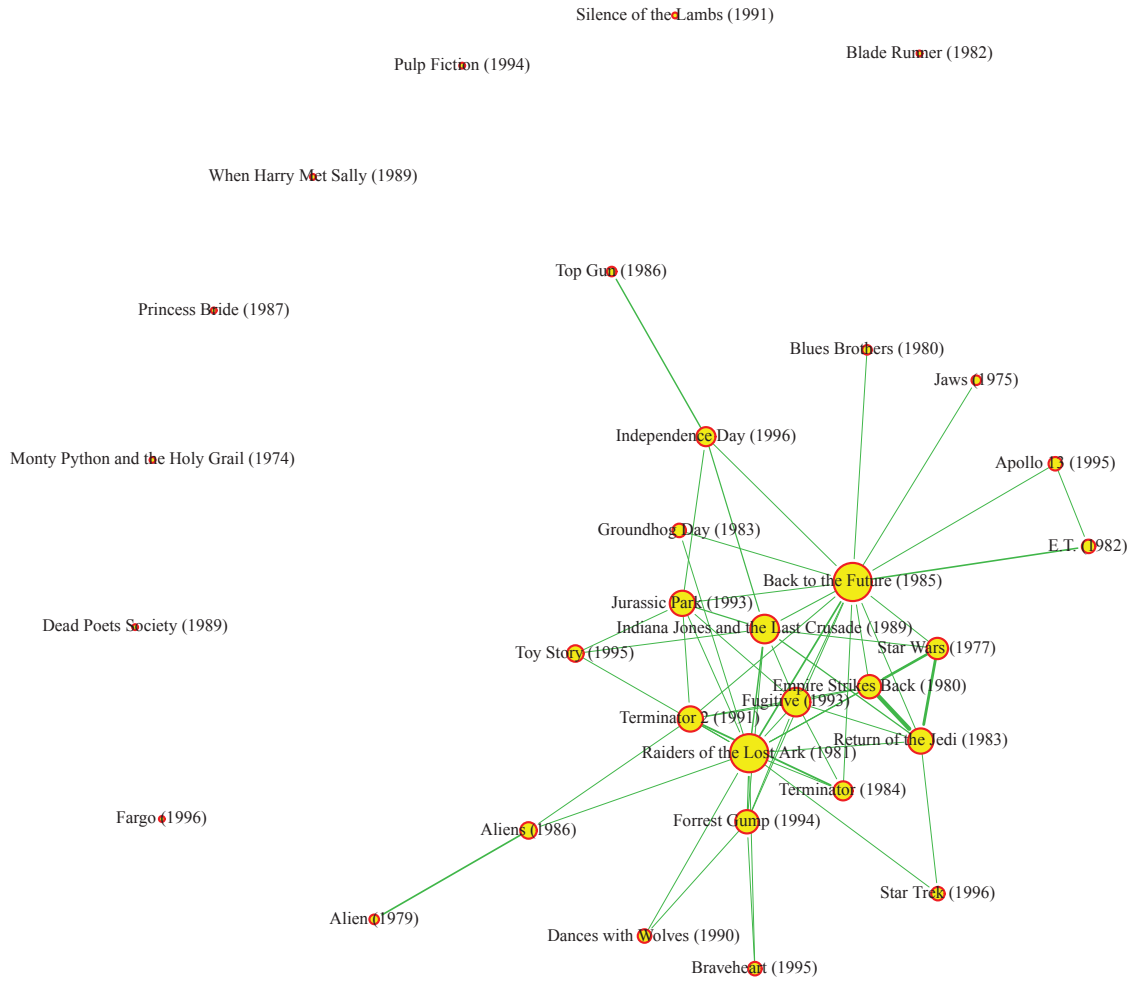 Silence of the Lambs (1991)
Blade Runner (1982)
Pulp Fiction (1994)
When Harry Met Sally (1989)
Top Gun (1986)
Princess Bride (1987)
Blues Brothers (1980)
Jaws (1975)
Independence Day (1996)
Monty Python and the Holy Grail (1974)
Apollo 13 (1995)
Groundhog Day (1983)
E.T. (1982)
Back to the Future (1985)
Jurassic Park (1993)
Dead Poets Society (1989)
Indiana Jones and the Last Crusade (1989)
Star Wars (1977)
Toy Story (1995)
Empire Strikes Back (1980)
Fugitive (1993)
Terminator 2 (1991)
Return of the Jedi (1983)
Raiders of the Lost Ark (1981)
Terminator (1984)
Fargo (1996)
Forrest Gump (1994)
Aliens (1986)
Star Trek (1996)
Alien (1979)
Dances with Wolves (1990)
Braveheart (1995)